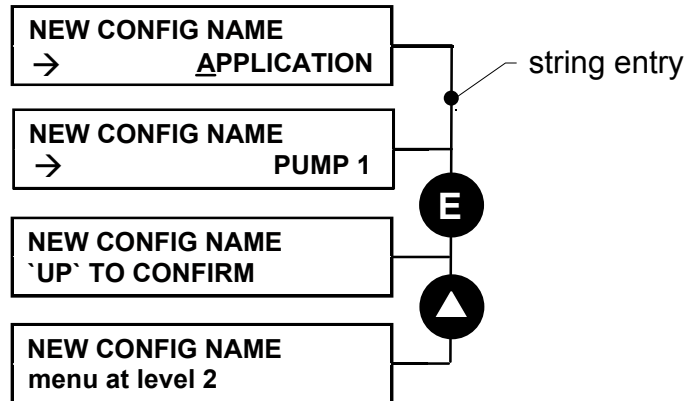 NEW CONFIG NAME
→ APPLICATION
string entry
NEW CONFIG NAME
→ PUMP 1
E
NEW CONFIG NAME
`UP` TO CONFIRM
NEW CONFIG NAME
menu at level 2